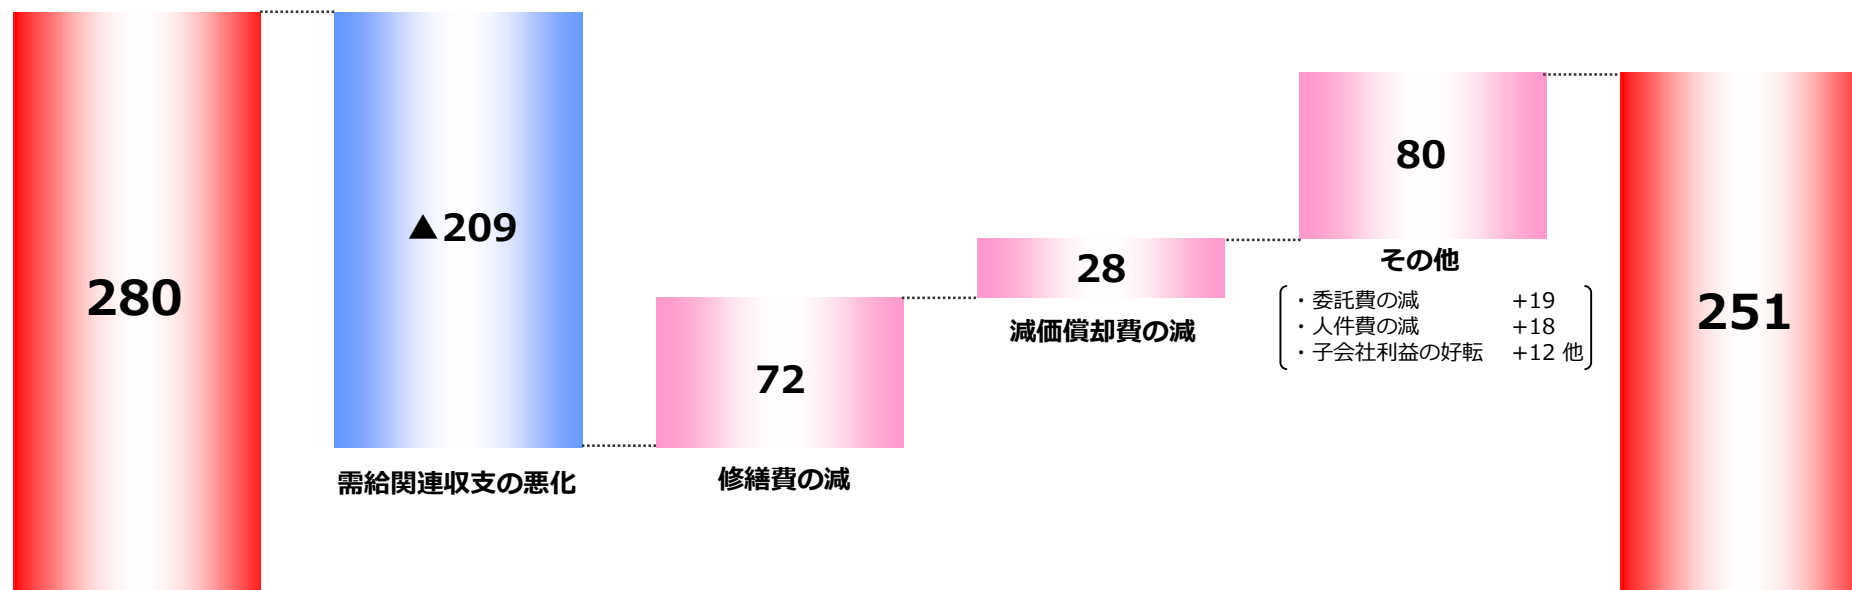 280
▲209
需給関連収支の悪化
72
修繕費の減
28
減価償却費の減
80
その他
・委託費の減 +19
・人件費の減 +18
・子会社利益の好転 +12 他
251